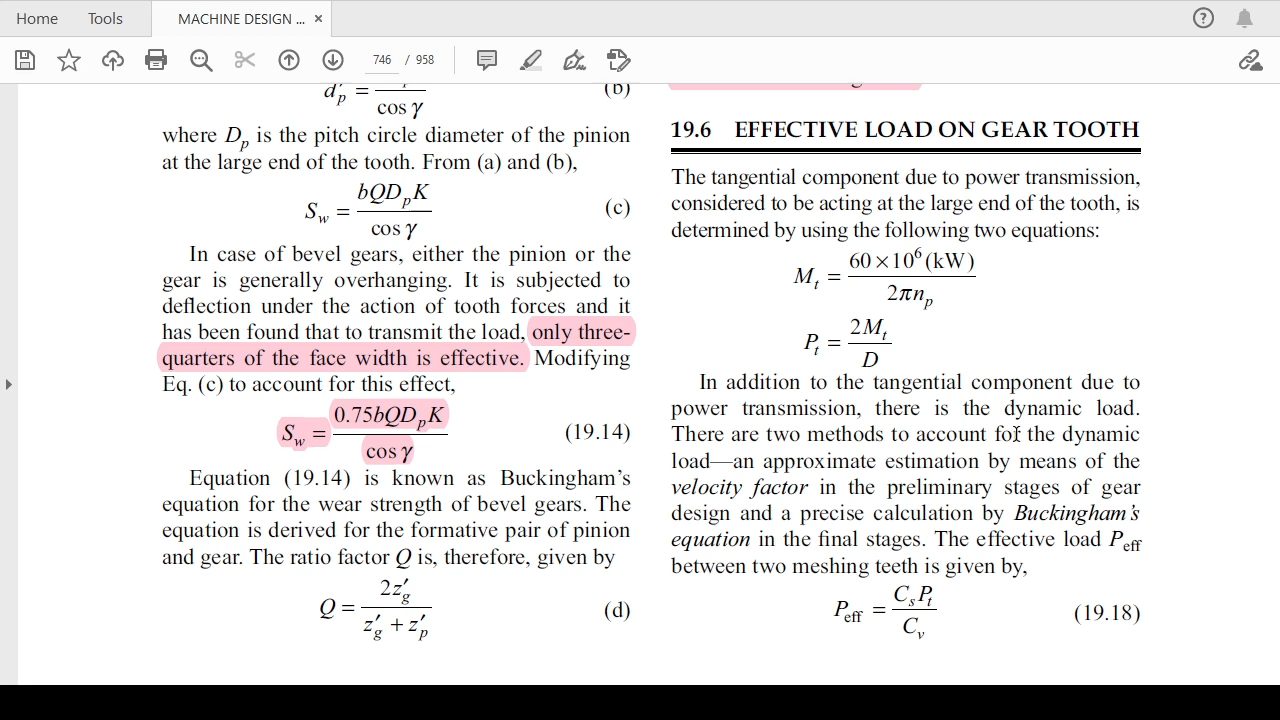 Home Tools MACHINE DESIGN ... ×
746 / 958
d′p =
cos γ
(b)
where Dp is the pitch circle diameter of the pinion
at the large end of the tooth. From (a) and (b),
Sw = bQDpK / cos γ (c)
In case of bevel gears, either the pinion or the
gear is generally overhanging. It is subjected to
deflection under the action of tooth forces and it
has been found that to transmit the load, only three-
quarters of the face width is effective. Modifying
Eq. (c) to account for this effect,
Sw = 0.75bQDpK / cos γ (19.14)
Equation (19.14) is known as Buckingham’s
equation for the wear strength of bevel gears. The
equation is derived for the formative pair of pinion
and gear. The ratio factor Q is, therefore, given by
Q = 2z′g / z′g + z′p (d)
19.6 EFFECTIVE LOAD ON GEAR TOOTH
The tangential component due to power transmission,
considered to be acting at the large end of the tooth, is
determined by using the following two equations:
Mt = 60×10⁶(kW) / 2πnp
Pt = 2Mt / D
In addition to the tangential component due to
power transmission, there is the dynamic load.
There are two methods to account for the dynamic
load—an approximate estimation by means of the
velocity factor in the preliminary stages of gear
design and a precise calculation by Buckingham’s
equation in the final stages. The effective load Peff
between two meshing teeth is given by,
Peff = CsPt / Cv (19.18)